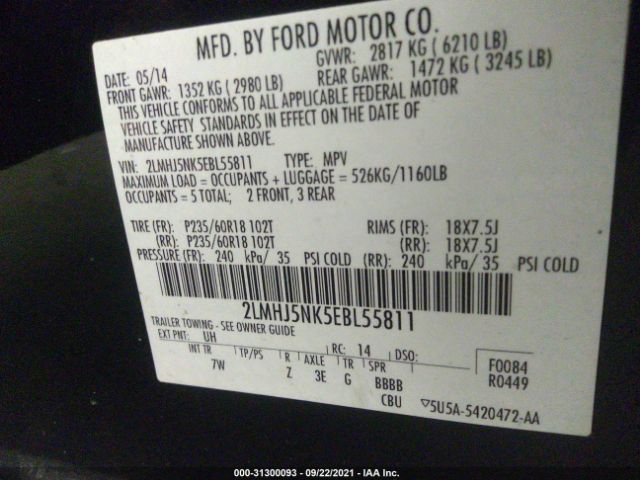 MFD. BY FORD MOTOR CO.
DATE: 05/14 GVWR: 2817 KG ( 6210 LB)
FRONT GAWR: 1352 KG ( 2980 LB) REAR GAWR: 1472 KG ( 3245 LB)
THIS VEHICLE CONFORMS TO ALL APPLICABLE FEDERAL MOTOR
VEHICLE SAFETY STANDARDS IN EFFECT ON THE DATE OF
MANUFACTURE SHOWN ABOVE.
VIN: 2LMHJ5NK5EBL55811 TYPE: MPV
MAXIMUM LOAD = OCCUPANTS + LUGGAGE = 526KG/1160LB
OCCUPANTS = 5 TOTAL; 2 FRONT, 3 REAR
TIRE (FR): P235/60R18 102T RIMS (FR): 18X7.5J
(RR): P235/60R18 102T (RR): 18X7.5J
PRESSURE (FR): 240 kPa/ 35 PSI COLD (RR): 240 kPa/ 35 PSI COLD
2LMHJ5NK5EBL55811
TRAILER TOWING - SEE OWNER GUIDE
EXT PNT: UH RC: 14 DSO: F0084
INT TR TP/PS R AXLE TR SPR R0449
7W Z 3E G BBBB
CBU ▽5U5A-5420472-AA
000-31300093 - 09/22/2021 - IAA Inc.